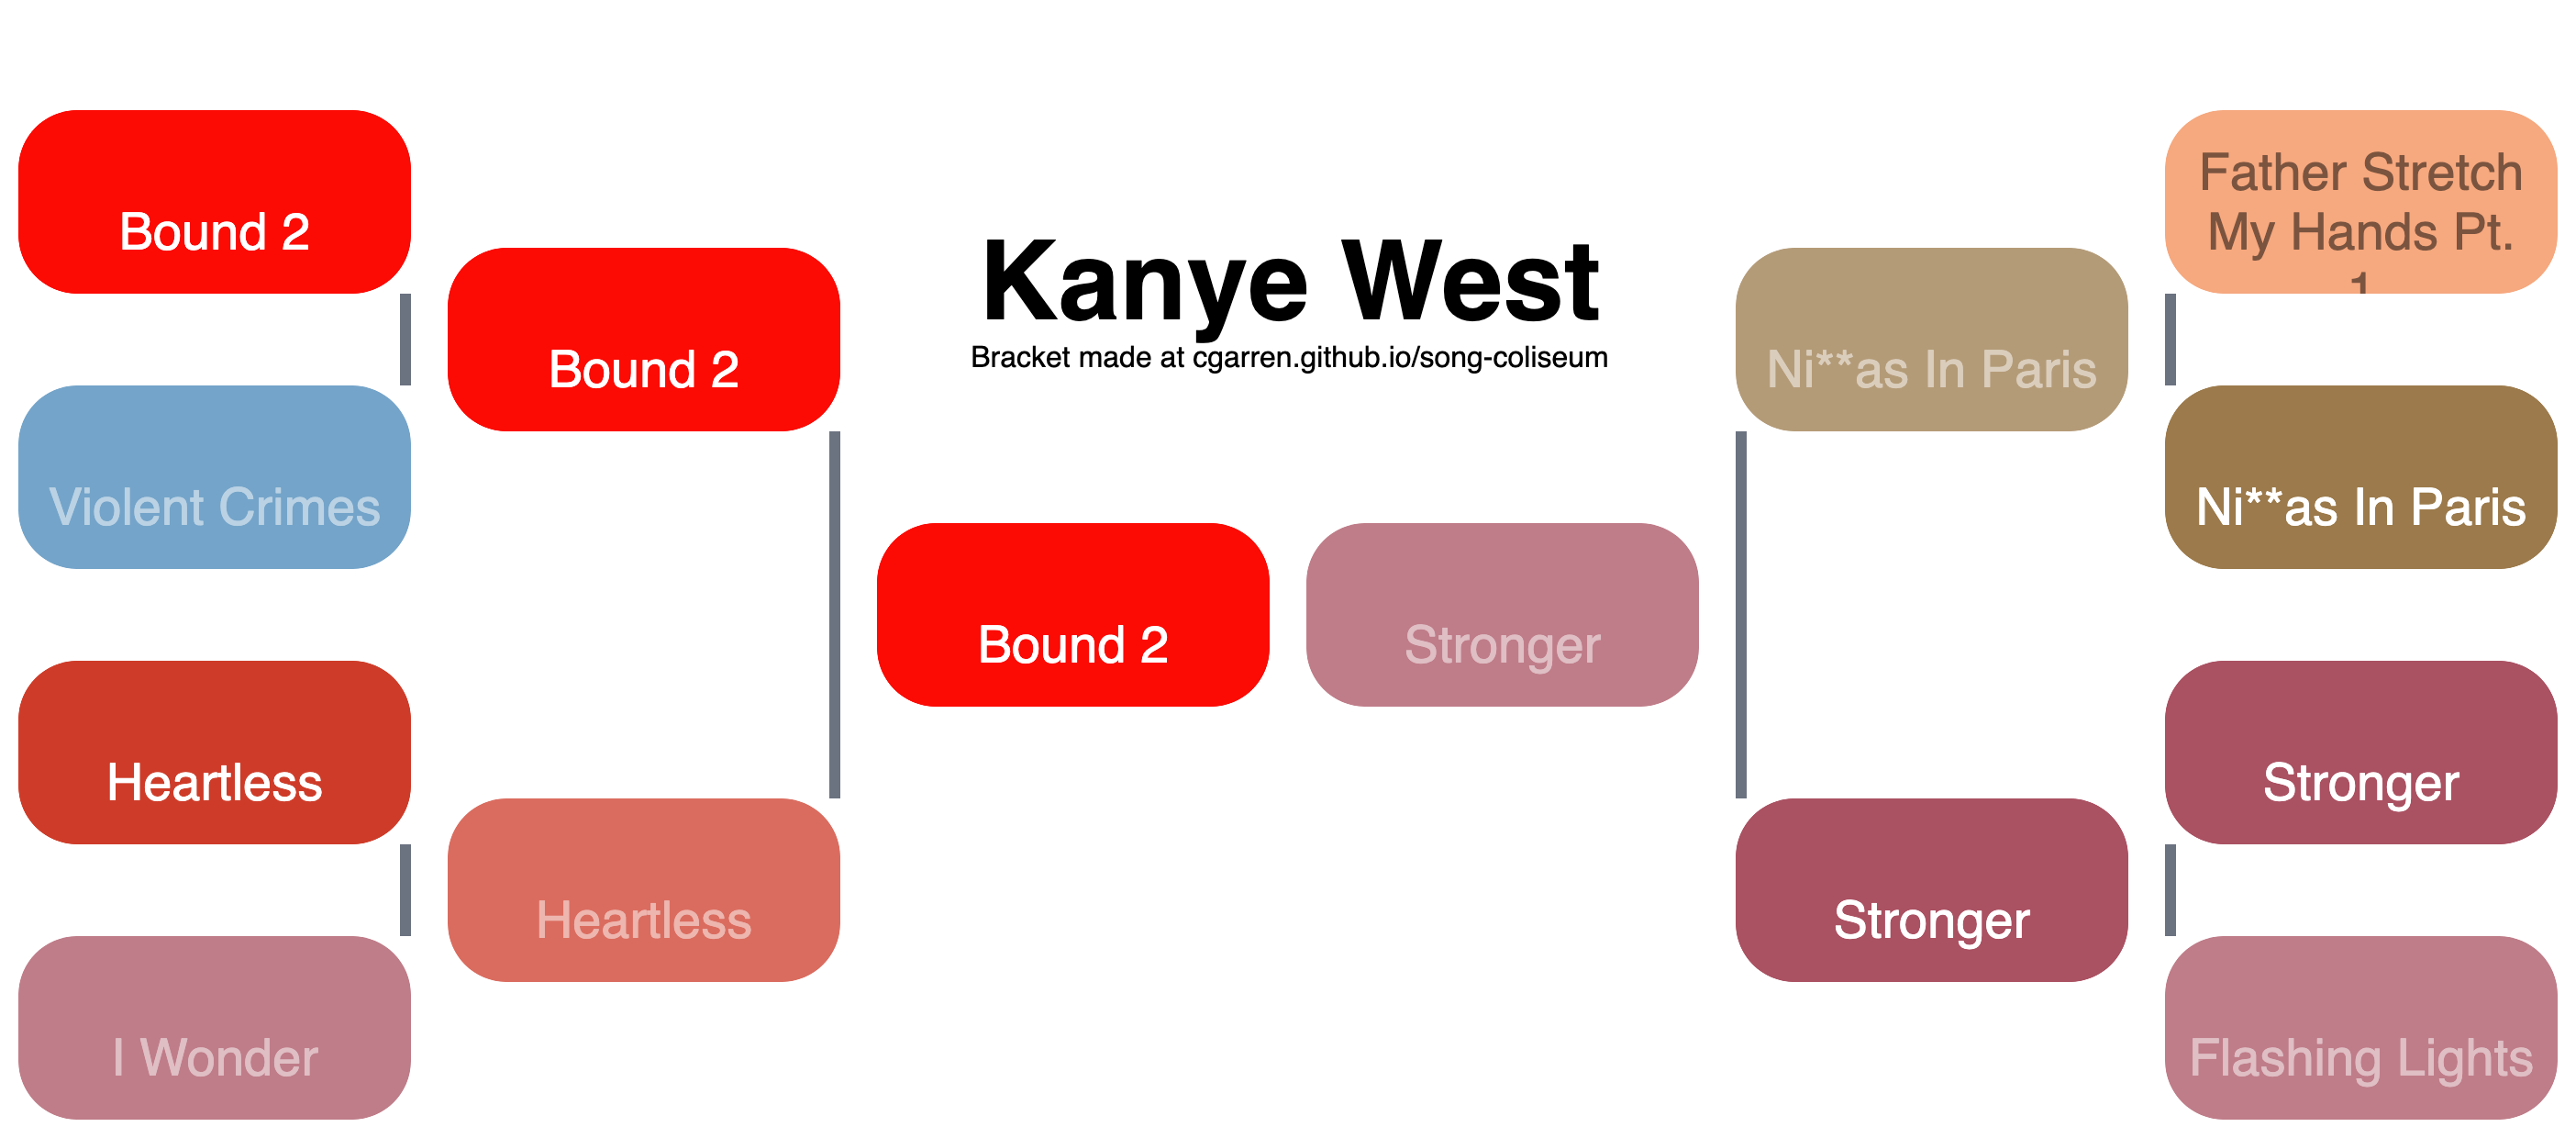 Bound 2
Violent Crimes
Heartless
I Wonder
Bound 2
Heartless
Kanye West
Bracket made at cgarren.github.io/song-coliseum
Bound 2
Stronger
Ni**as In Paris
Stronger
Father Stretch
My Hands Pt.
1
Ni**as In Paris
Stronger
Flashing Lights